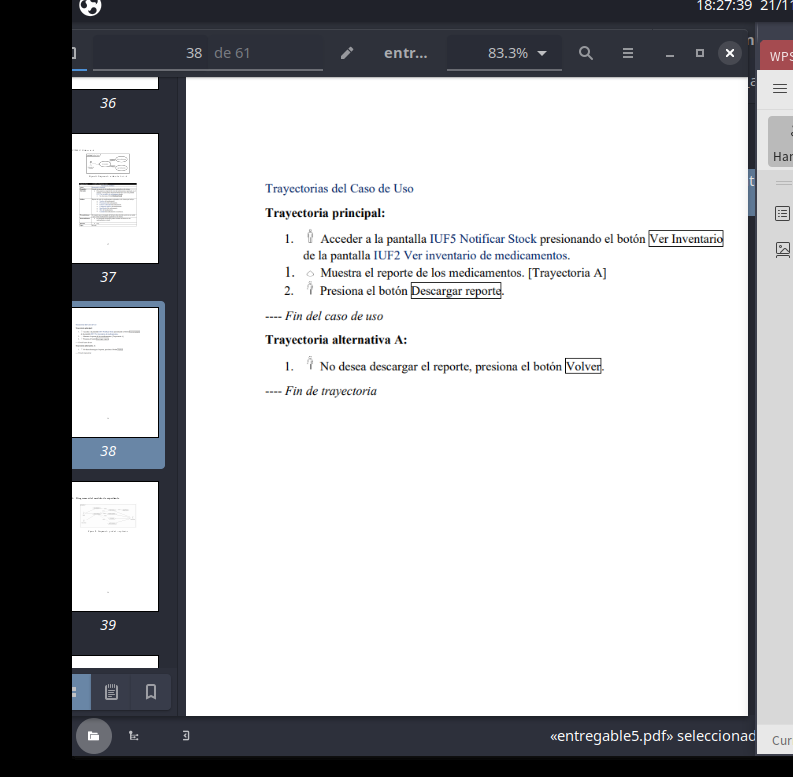 18:27:39 21/11
38 de 61
entr...
83.3%
WPS
36
37
38
39
Trayectorias del Caso de Uso
Trayectoria principal:
1. Acceder a la pantalla IUF5 Notificar Stock presionando el botón Ver Inventario
de la pantalla IUF2 Ver inventario de medicamentos.
1. Muestra el reporte de los medicamentos. [Trayectoria A]
2. Presiona el botón Descargar reporte.
---- Fin del caso de uso
Trayectoria alternativa A:
1. No desea descargar el reporte, presiona el botón Volver.
---- Fin de trayectoria
Har
«entregable5.pdf» seleccionad
Cur